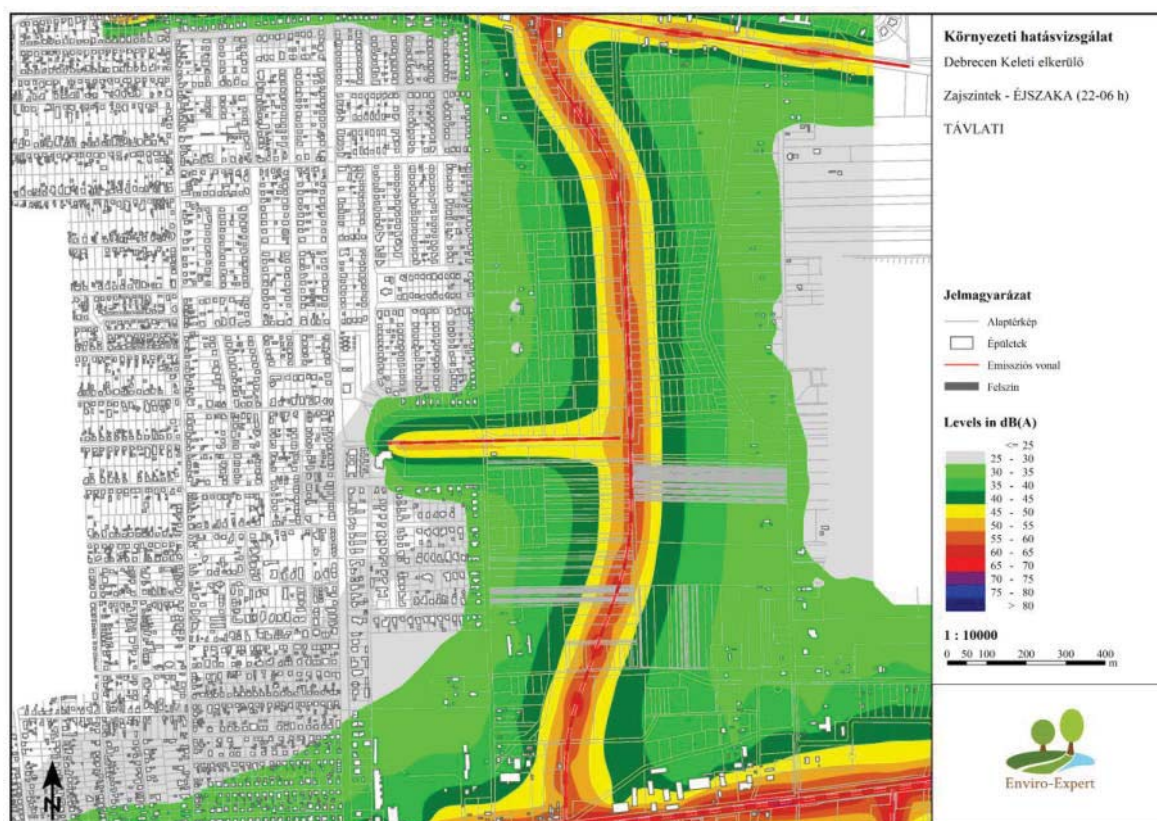 Környezeti hatásvizsgálat
Debrecen Keleti elkerülő
Zajszintek - ÉJSZAKA (22-06 h)
TÁVLATI
Jelmagyarázat
Alaptérkép
Épületek
Emissziós vonal
Felszín
Levels in dB(A)
<= 25
25 - 30
30 - 35
35 - 40
40 - 45
45 - 50
50 - 55
55 - 60
60 - 65
65 - 70
70 - 75
75 - 80
> 80
1 : 10000
0 50 100 200 300 400
m
N
Enviro-Expert